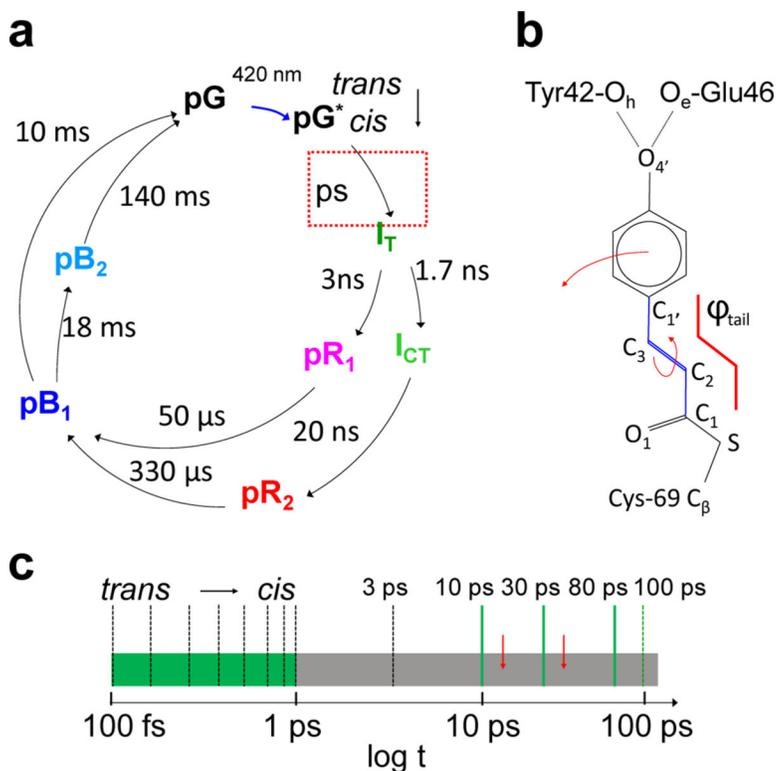 a
420 nm
trans
pG
pG* cis
10 ms
ps
140 ms
I_T
pB₂
3ns
1.7 ns
18 ms
pR₁
I_CT
pB₁
50 µs
20 ns
330 µs
pR₂
b
Tyr42-Oₕ Oₑ-Glu46
O₄'
C₁'
φtail
C₃
C₂
C₁
O₁
S
Cys-69 Cᵦ
c
trans cis 3 ps 10 ps 30 ps 80 ps 100 ps
100 fs 1 ps 10 ps 100 ps
log t